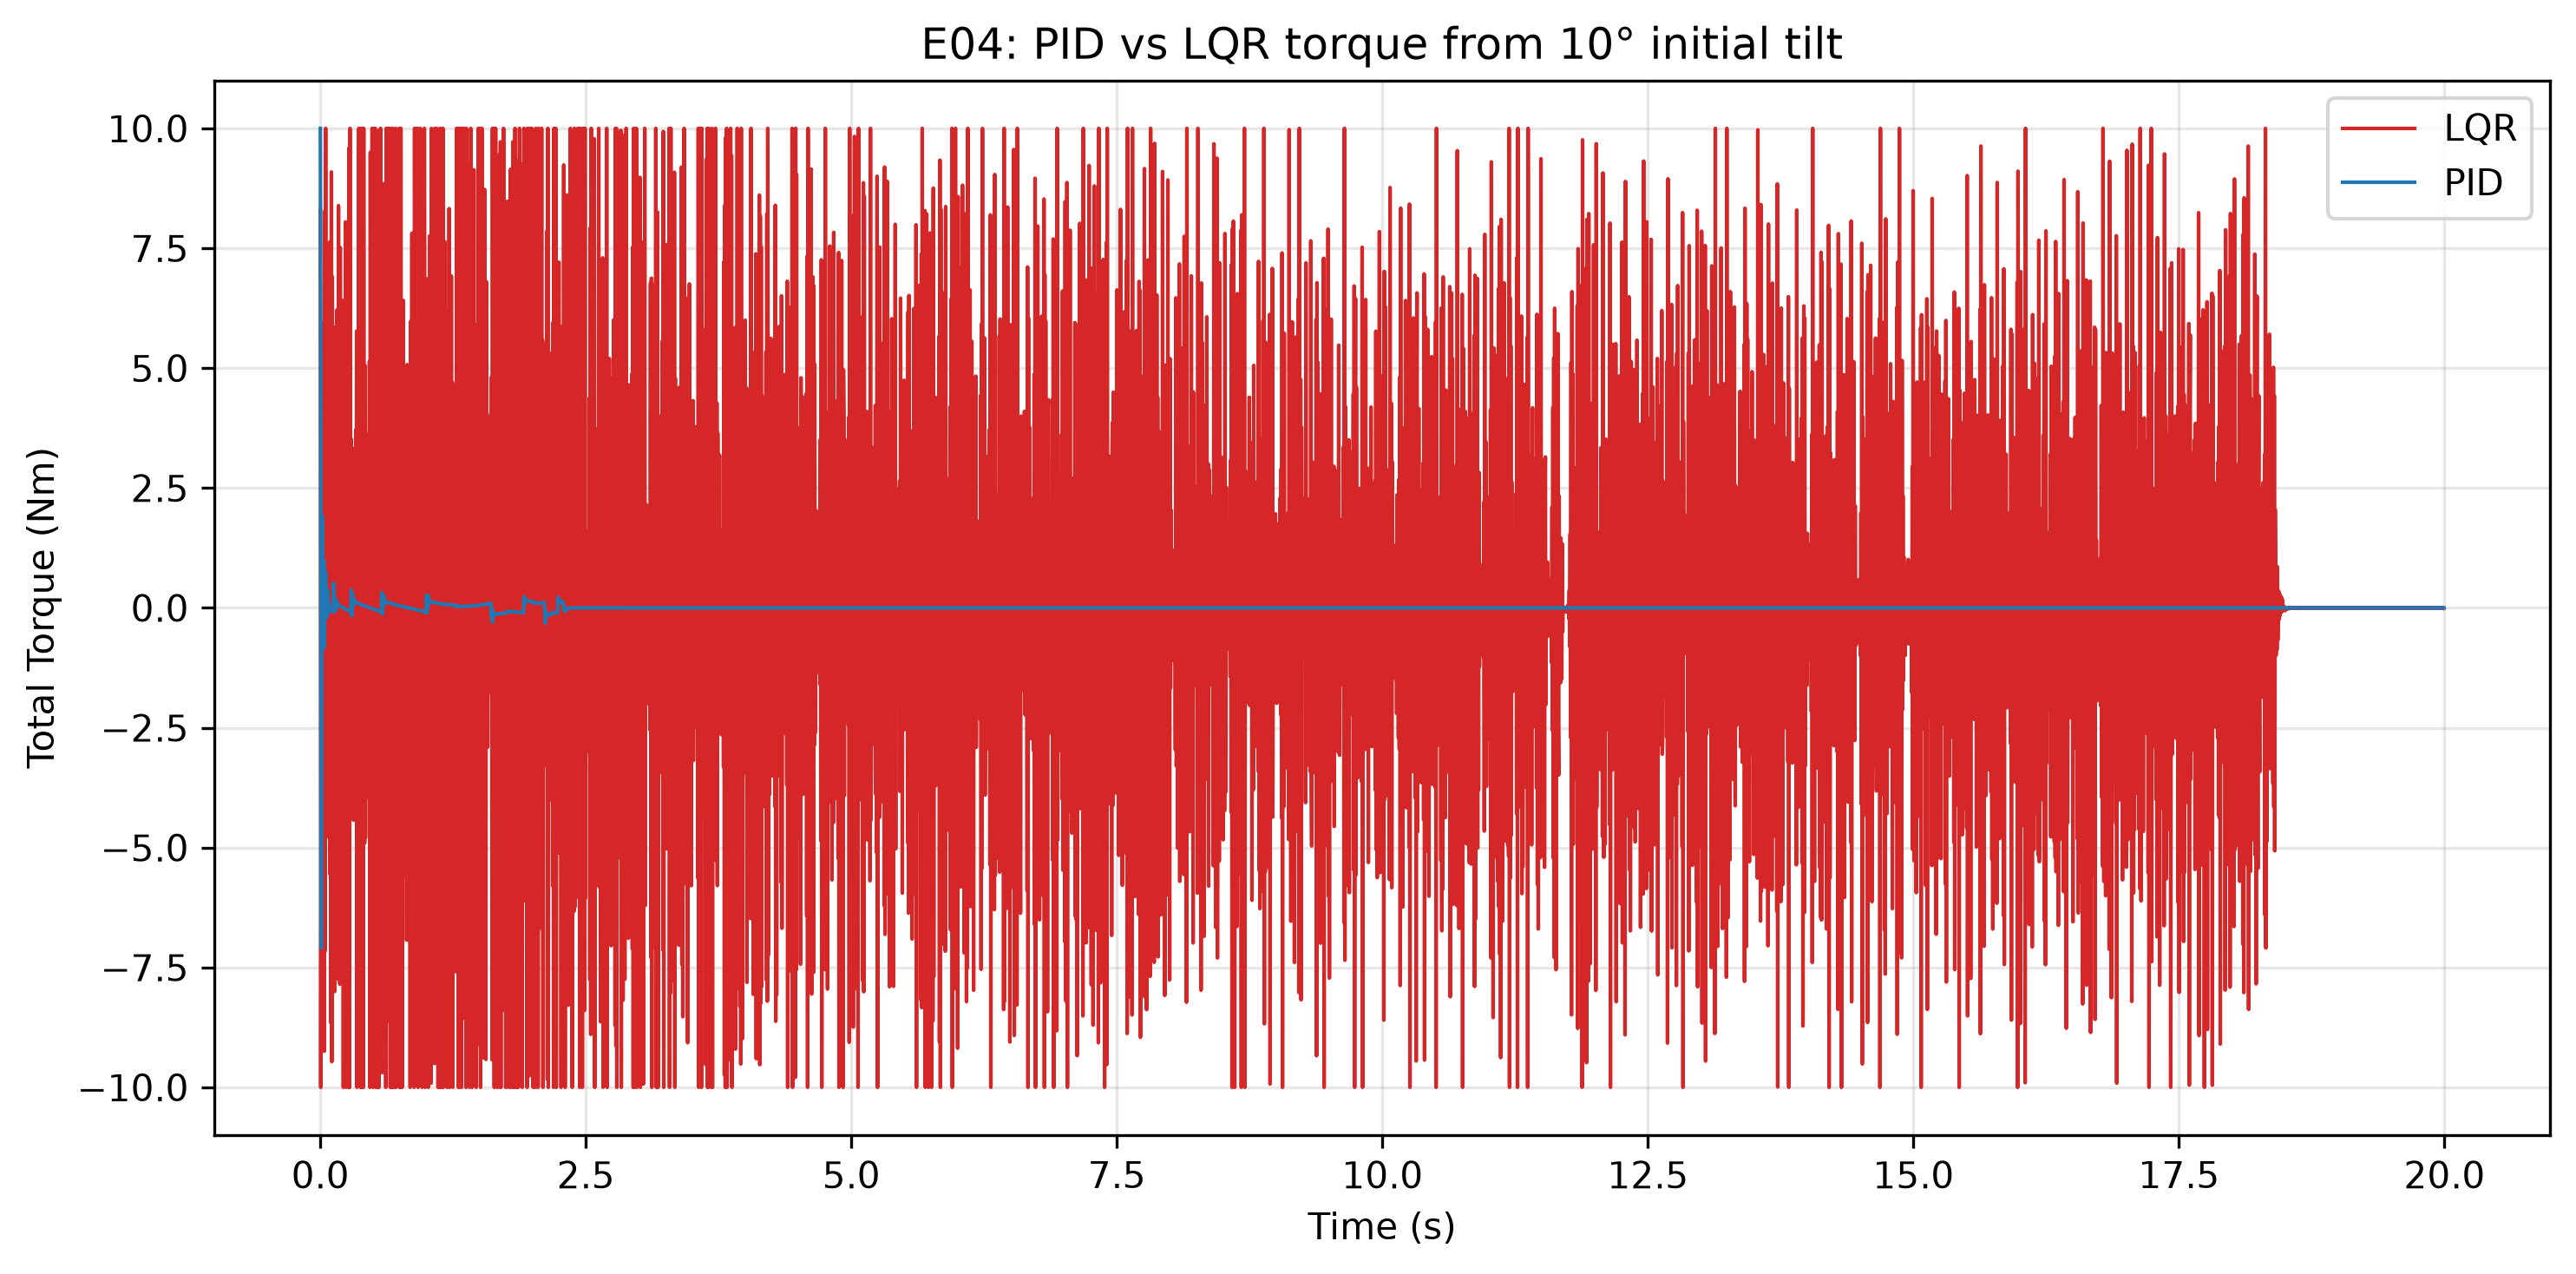 E04: PID vs LQR torque from 10° initial tilt
LQR
PID
Total Torque (Nm)
10.0
7.5
5.0
2.5
0.0
−2.5
−5.0
−7.5
−10.0
0.0 2.5 5.0 7.5 10.0 12.5 15.0 17.5 20.0
Time (s)